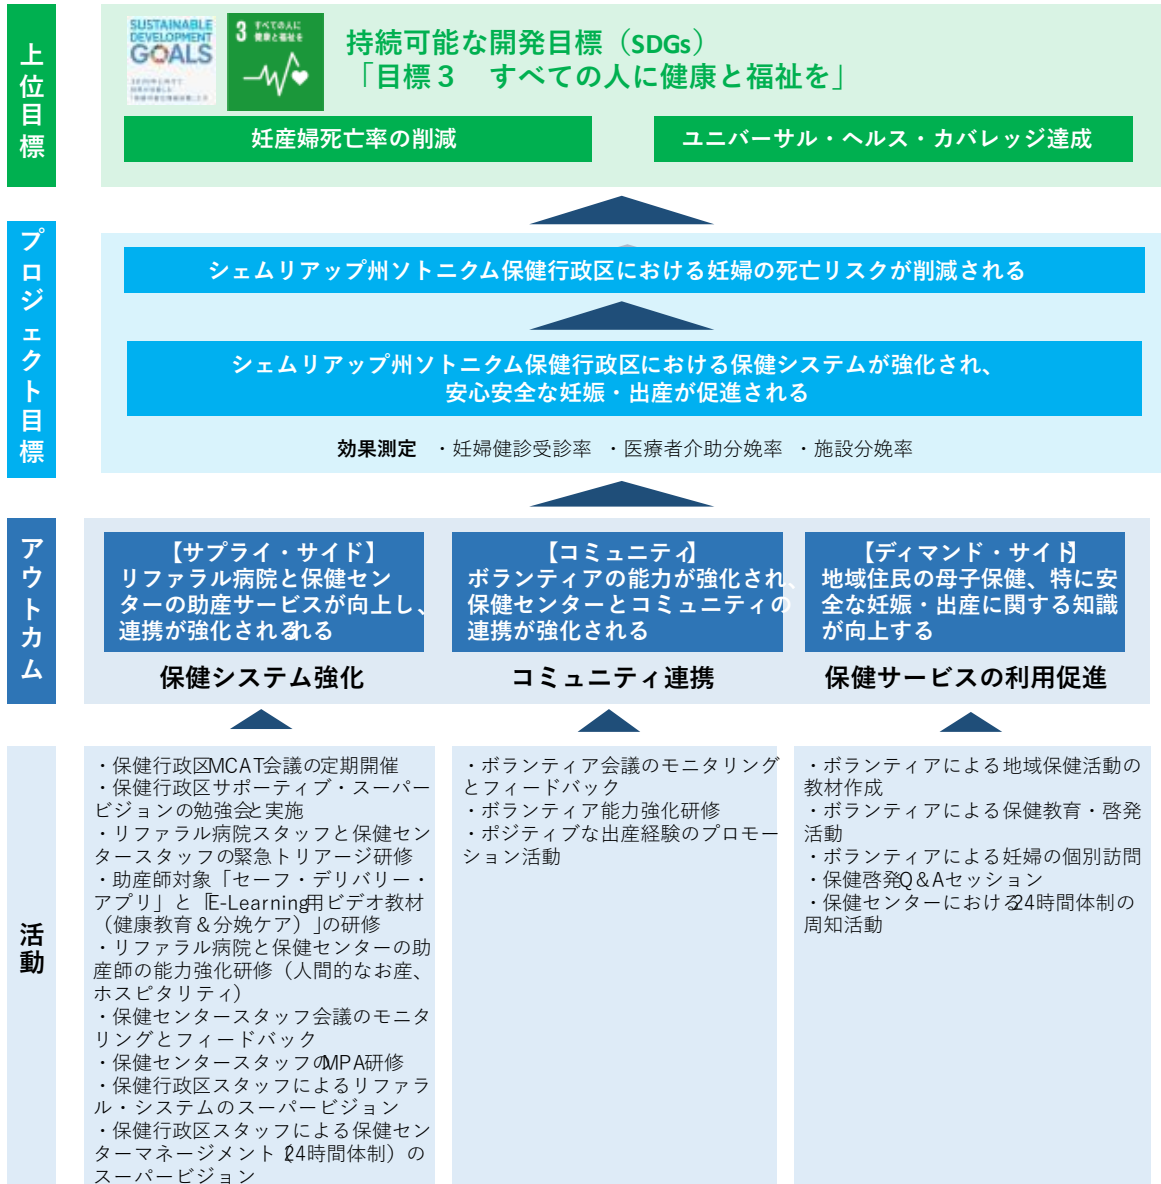 上位目標
SUSTAINABLE
DEVELOPMENT
GOALS
3 すべての人に
健康と福祉を
持続可能な開発目標（SDGs）
「目標３　すべての人に健康と福祉を」
妊産婦死亡率の削減
ユニバーサル・ヘルス・カバレッジ達成
プロジェクト目標
シェムリアップ州ソトニクム保健行政区における妊婦の死亡リスクが削減される
シェムリアップ州ソトニクム保健行政区における保健システムが強化され、
安心安全な妊娠・出産が促進される
効果測定　・妊婦健診受診率　・医療者介助分娩率　・施設分娩率
アウトカム
【サプライ・サイド】
リファラル病院と保健セン
ターの助産サービスが向上し、
連携が強化される
保健システム強化
【コミュニティ】
ボランティアの能力が強化され、
保健センターとコミュニティの
連携が強化される
コミュニティ連携
【ディマンド・サイド】
地域住民の母子保健、特に安
全な妊娠・出産に関する知識
が向上する
保健サービスの利用促進
活動
・保健行政区MCAT会議の定期開催
・保健行政区サポーティブ・スーパー
ビジョンの勉強会と実施
・リファラル病院スタッフと保健セン
タースタッフの緊急トリアージ研修
・助産師対象「セーフ・デリバリー・
アプリ」と「E-Learning用ビデオ教材
（健康教育＆分娩ケア）」の研修
・リファラル病院と保健センターの助
産師の能力強化研修（人間的なお産、
ホスピタリティ）
・保健センタースタッフ会議のモニタ
リングとフィードバック
・保健センタースタッフのMPA研修
・保健行政区スタッフによるリファラ
ル・システムのスーパービジョン
・保健行政区スタッフによる保健セン
ターマネージメント（24時間体制）の
スーパービジョン
・ボランティア会議のモニタリング
とフィードバック
・ボランティア能力強化研修
・ポジティブな出産経験のプロモー
ション活動
・ボランティアによる地域保健活動の
教材作成
・ボランティアによる保健教育・啓発
活動
・ボランティアによる妊婦の個別訪問
・保健啓発Q＆Aセッション
・保健センターにおける24時間体制の
周知活動